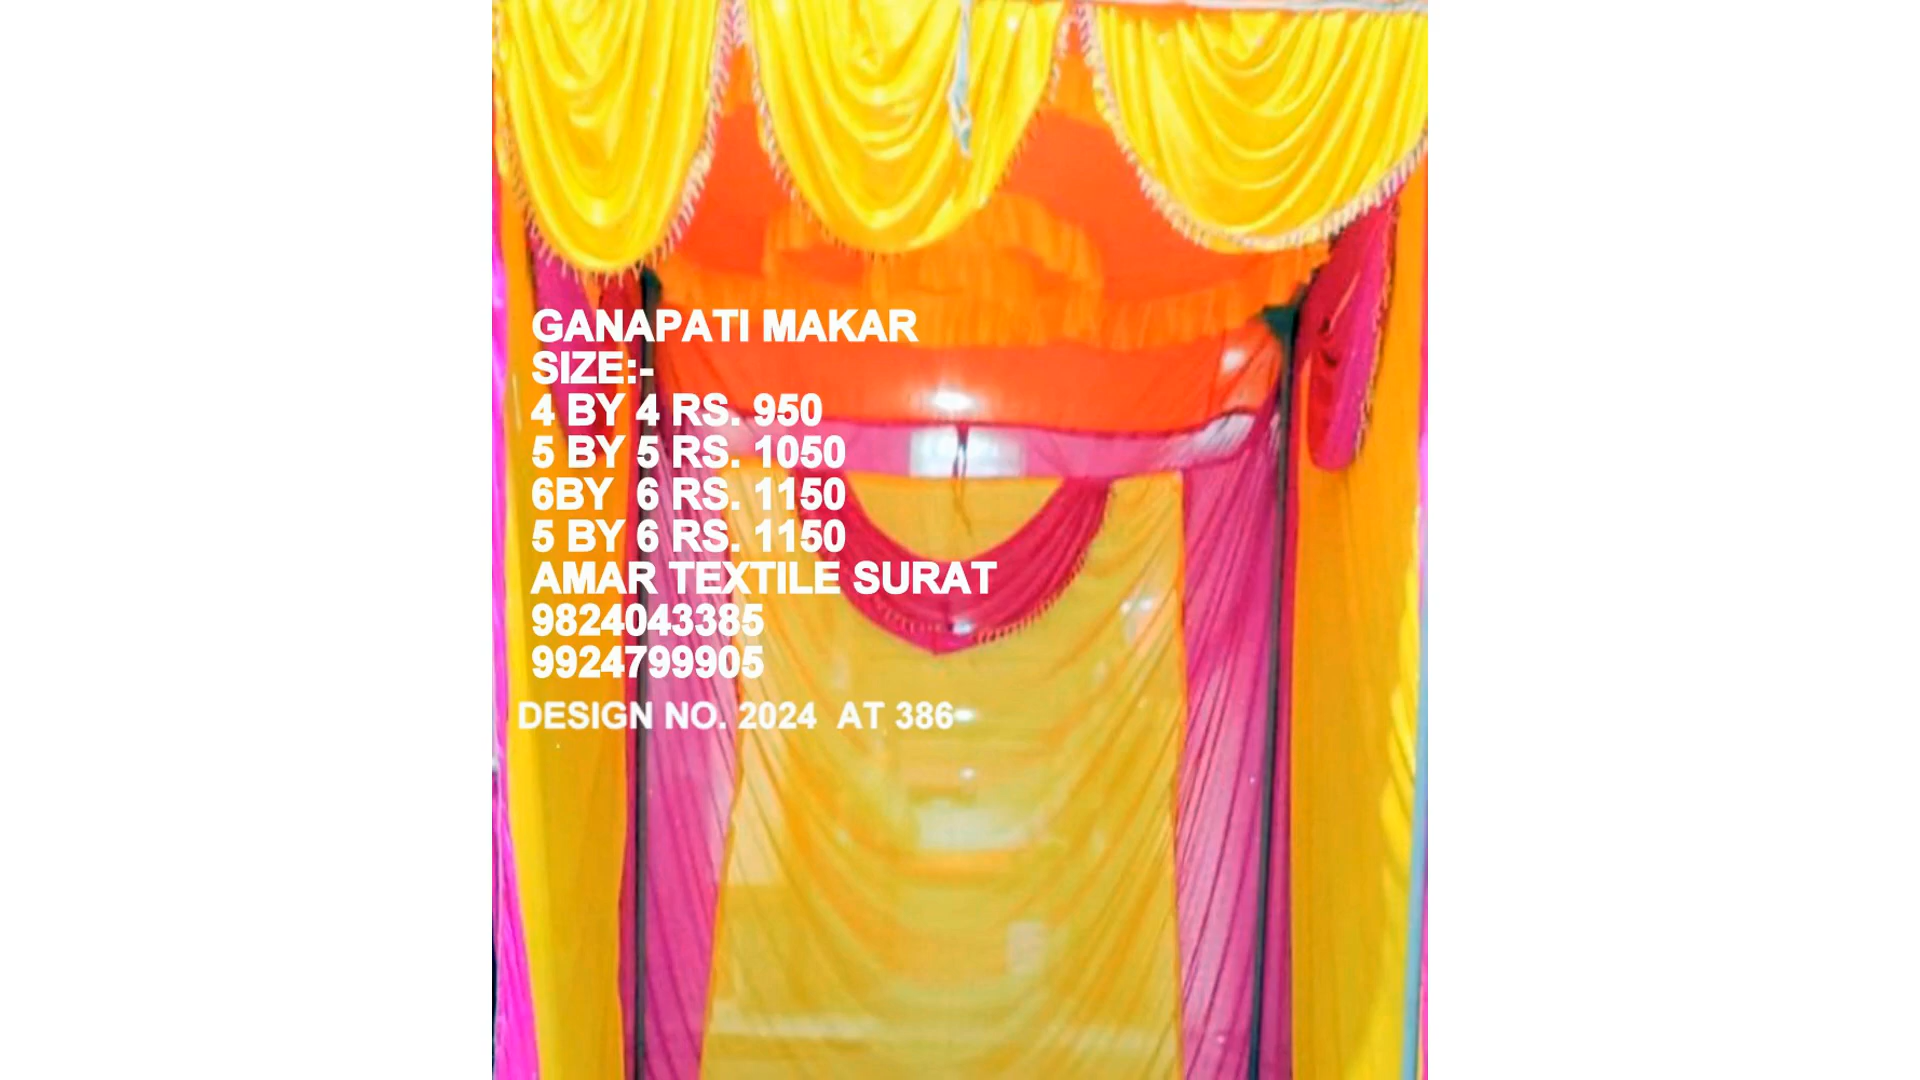 GANAPATI MAKAR
SIZE:-
4 BY 4 RS. 950
5 BY 5 RS. 1050
6BY  6 RS. 1150
5 BY 6 RS. 1150
AMAR TEXTILE SURAT
9824043385
9924799905
DESIGN NO. 2024  AT 386